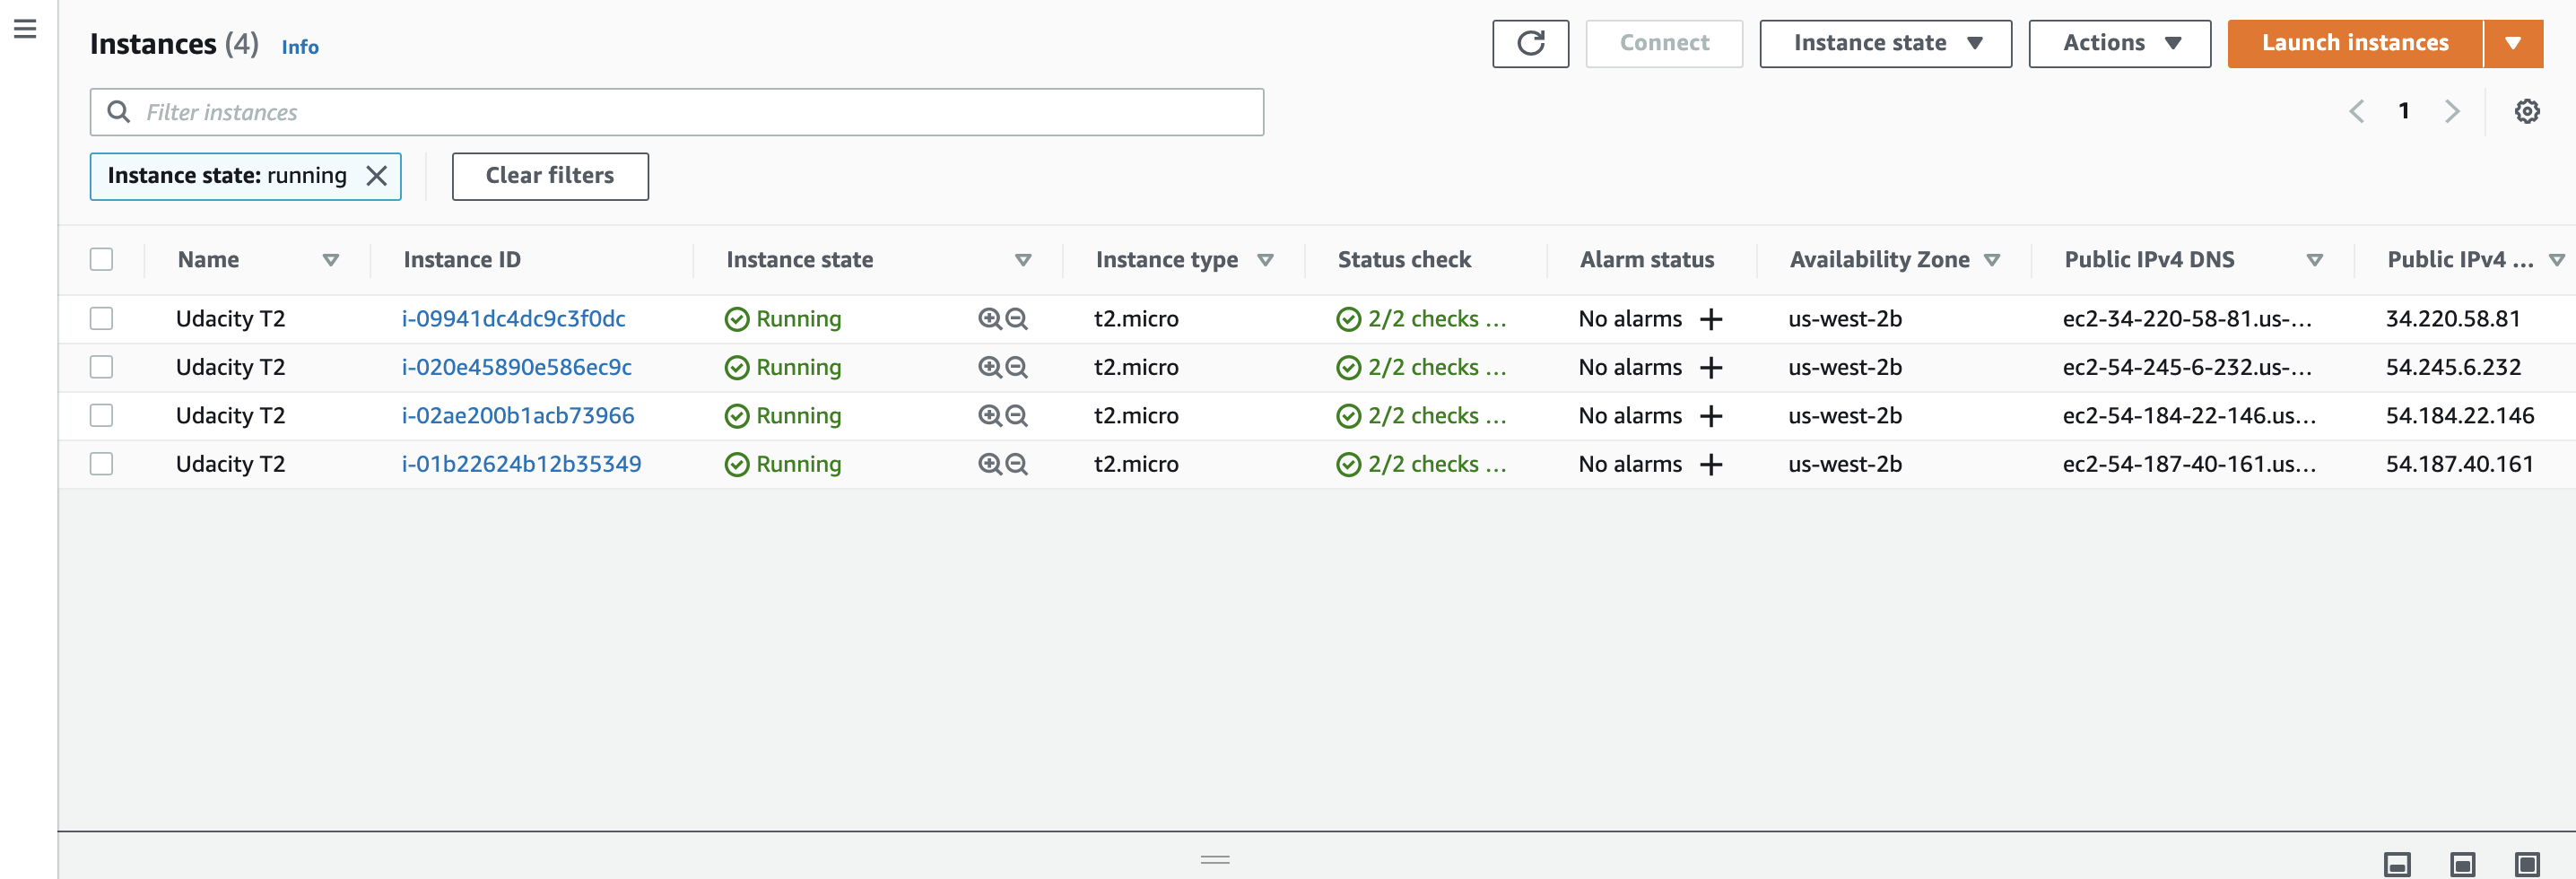 Instances (4) Info
Connect Instance state Actions Launch instances
Filter instances
1
Instance state: running Clear filters
Name Instance ID Instance state Instance type Status check Alarm status Availability Zone Public IPv4 DNS Public IPv4 ...
Udacity T2 i-09941dc4dc9c3f0dc Running t2.micro 2/2 checks ... No alarms us-west-2b ec2-34-220-58-81.us-... 34.220.58.81
Udacity T2 i-020e45890e586ec9c Running t2.micro 2/2 checks ... No alarms us-west-2b ec2-54-245-6-232.us-... 54.245.6.232
Udacity T2 i-02ae200b1acb73966 Running t2.micro 2/2 checks ... No alarms us-west-2b ec2-54-184-22-146.us... 54.184.22.146
Udacity T2 i-01b22624b12b35349 Running t2.micro 2/2 checks ... No alarms us-west-2b ec2-54-187-40-161.us... 54.187.40.161